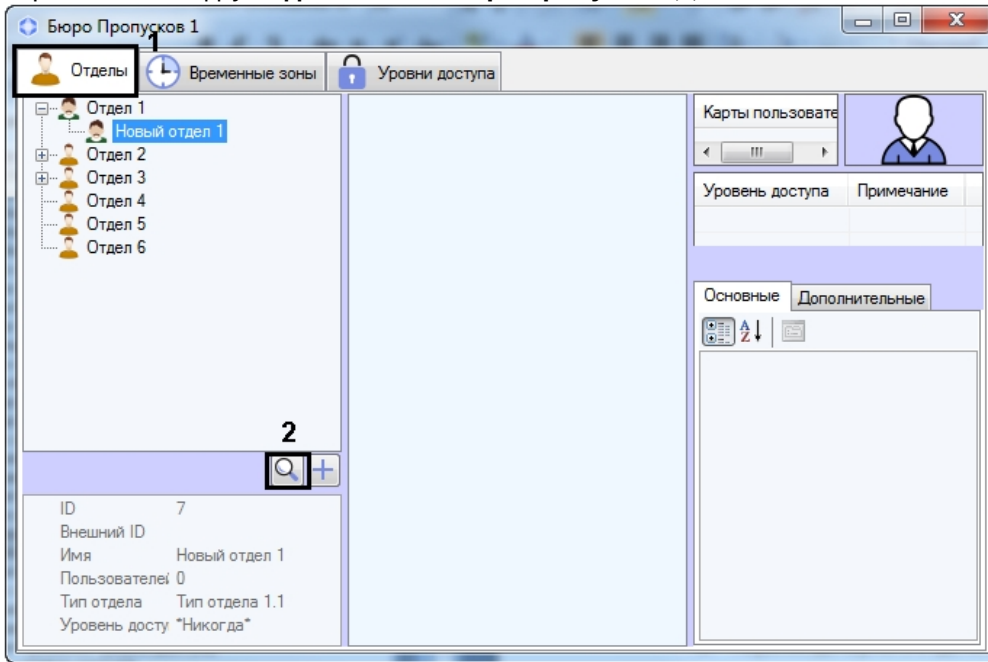 Бюро Пропусков 1
1
Отделы
Временные зоны
Уровни доступа
Отдел 1
Новый отдел 1
Отдел 2
Отдел 3
Отдел 4
Отдел 5
Отдел 6
2
ID 7
Внешний ID
Имя Новый отдел 1
Пользователей 0
Тип отдела Тип отдела 1.1
Уровень досту "Никогда"
Карты пользовате
Уровень доступа Примечание
Основные Дополнительные